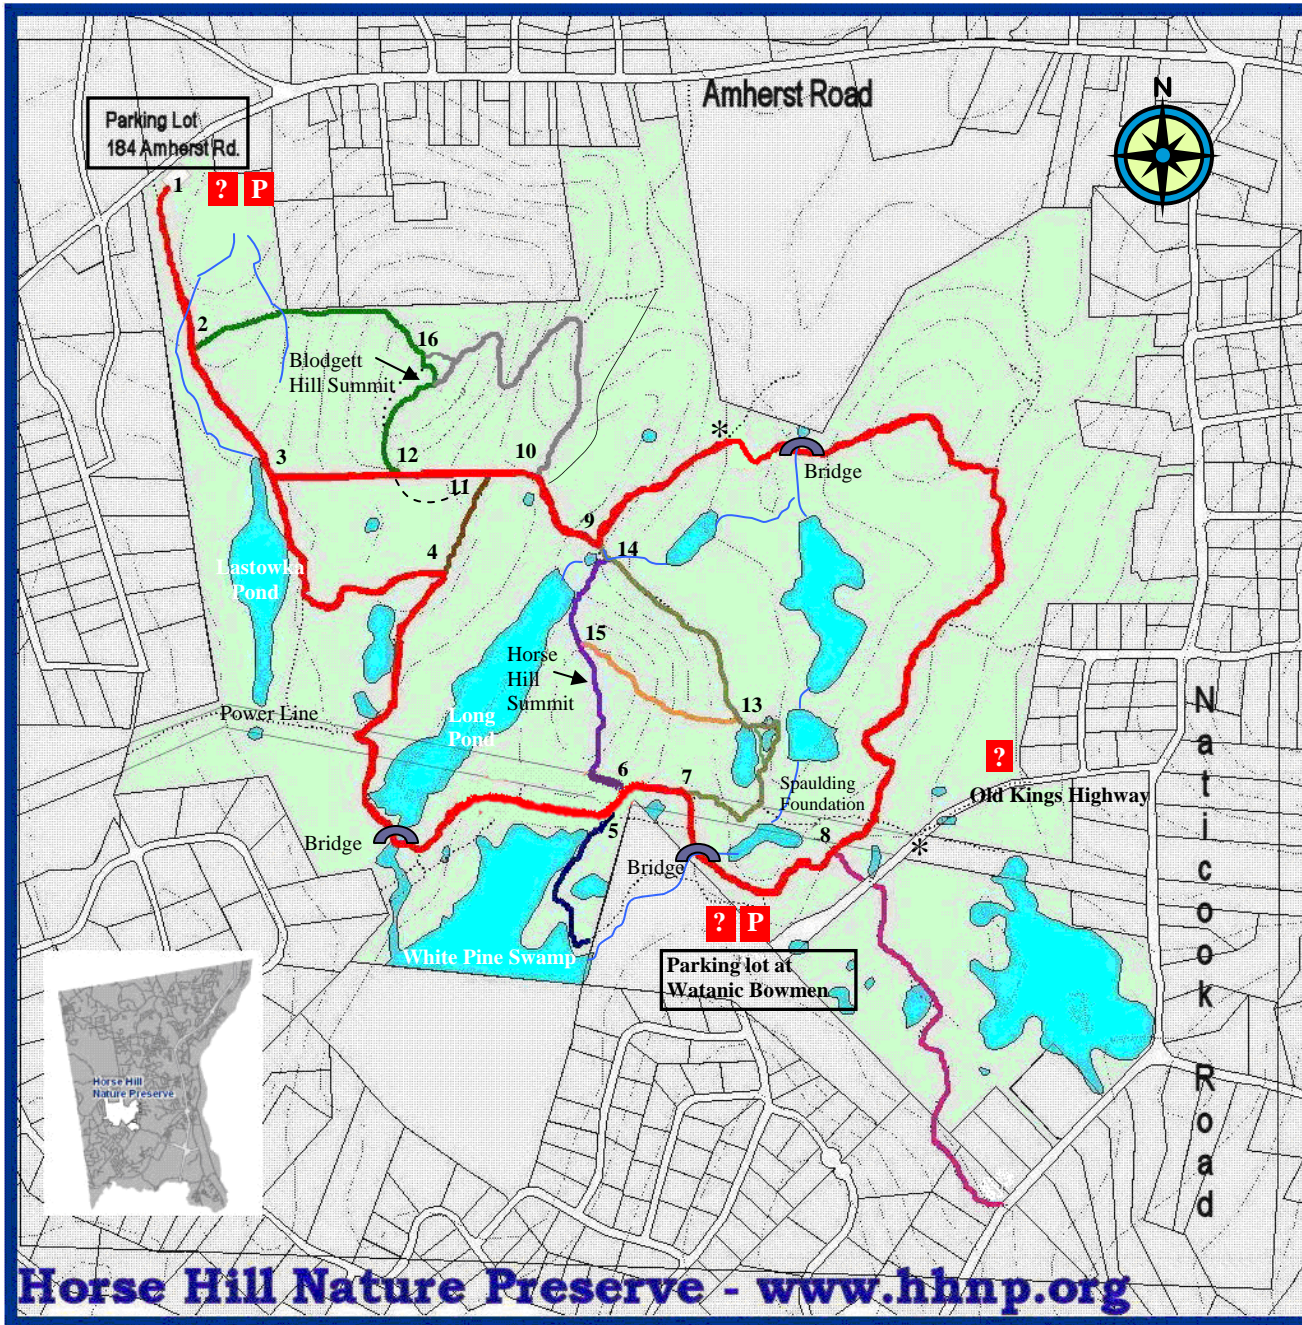 Amherst Road
N
Parking Lot
184 Amherst Rd.
1
? P
2
16
Blodgett
Hill Summit
3
12
10
11
*
Bridge
9
14
4
Lastowka
Pond
15
Horse
Hill
Summit
13
Power Line
Long
Pond
6
7
Spaulding
Foundation
?
Old Kings Highway
Naticook Road
5
8
*
Bridge
Bridge
? P
White Pine Swamp
Parking lot at
Watanic Bowmen
Horse Hill
Nature Preserve
Horse Hill Nature Preserve - www.hhnp.org